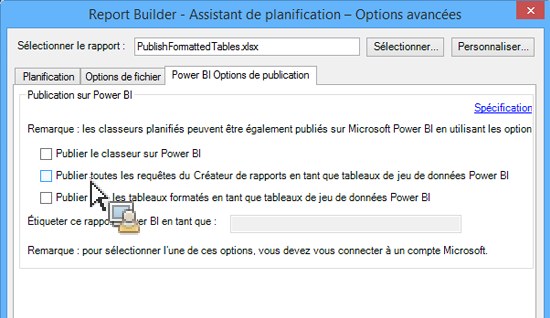 Report Builder - Assistant de planification – Options avancées
Sélectionner le rapport : PublishFormattedTables.xlsx Sélectionner... Personnaliser...
Planification Options de fichier Power BI Options de publication
Publication sur Power BI
Spécification
Remarque : les classeurs planifiés peuvent être également publiés sur Microsoft Power BI en utilisant les option
Publier le classeur sur Power BI
Publier toutes les requêtes du Créateur de rapports en tant que tableaux de jeu de données Power BI
Publier les tableaux formatés en tant que tableaux de jeu de données Power BI
Étiqueter ce rapport er BI en tant que :
Remarque : pour sélectionner l'une de ces options, vous devez vous connecter à un compte Microsoft.